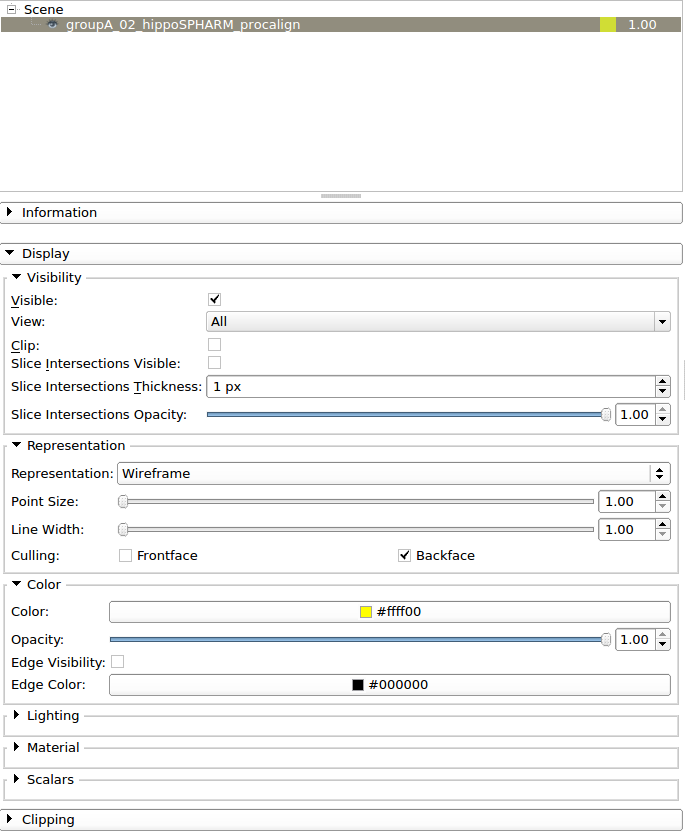 Scene
groupA_02_hippoSPHARM_procalign 1.00
Information
Display
Visibility
Visible:
View: All
Clip:
Slice Intersections Visible:
Slice Intersections Thickness: 1 px
Slice Intersections Opacity: 1.00
Representation
Representation: Wireframe
Point Size: 1.00
Line Width: 1.00
Culling: Frontface Backface
Color
Color: #ffff00
Opacity: 1.00
Edge Visibility:
Edge Color: #000000
Lighting
Material
Scalars
Clipping